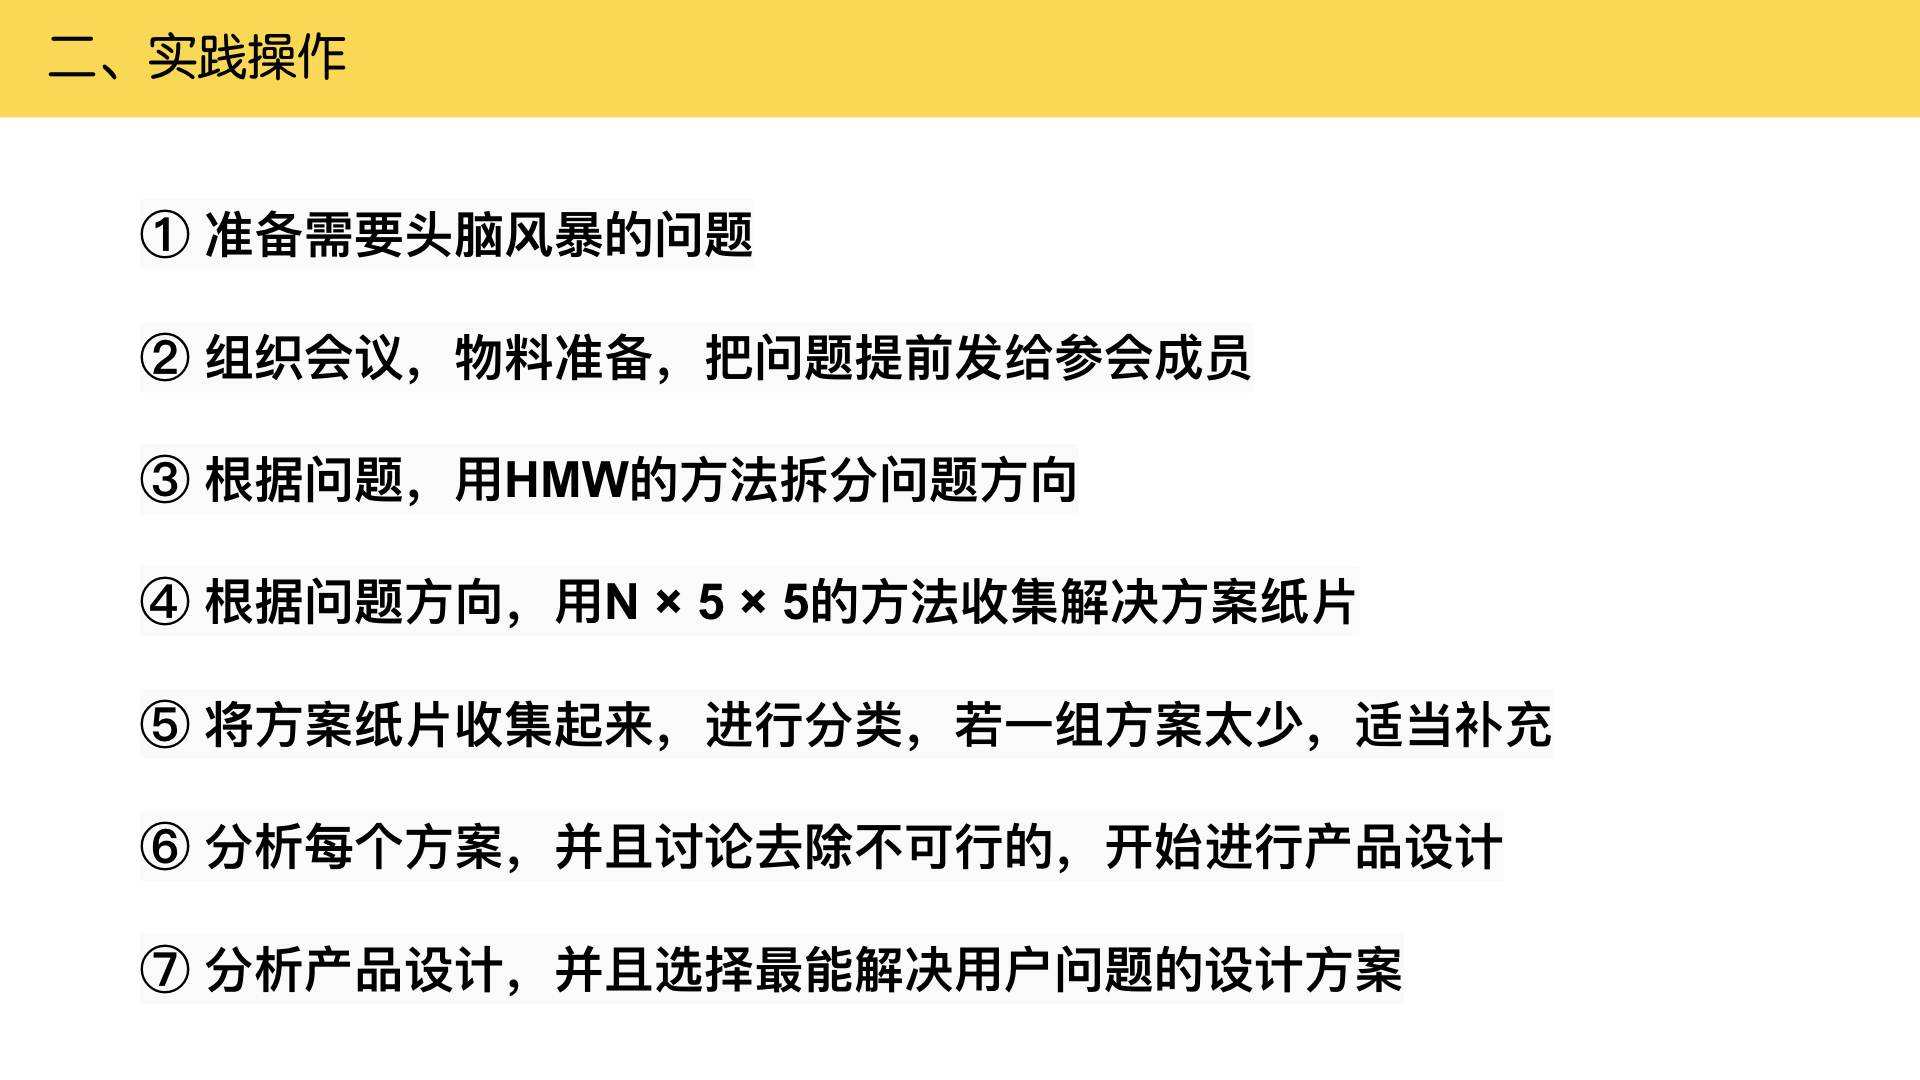 二、实践操作
① 准备需要头脑风暴的问题
② 组织会议，物料准备，把问题提前发给参会成员
③ 根据问题，用HMW的方法拆分问题方向
④ 根据问题方向，用N × 5 × 5的方法收集解决方案纸片
⑤ 将方案纸片收集起来，进行分类，若一组方案太少，适当补充
⑥ 分析每个方案，并且讨论去除不可行的，开始进行产品设计
⑦ 分析产品设计，并且选择最能解决用户问题的设计方案